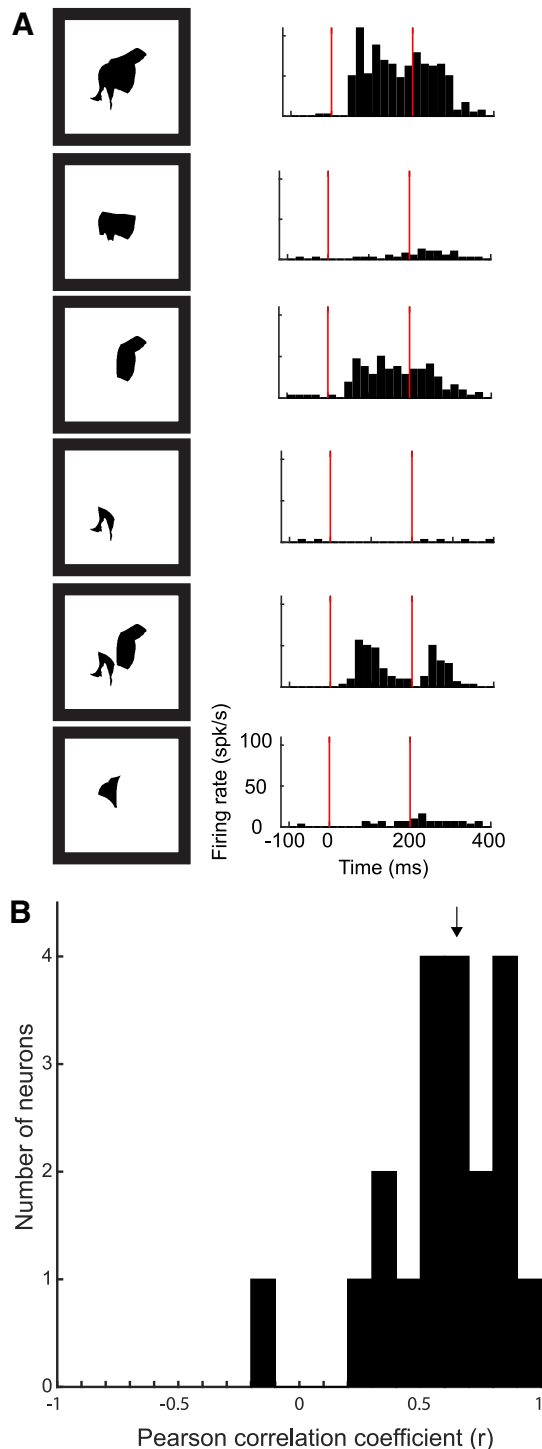 A
Firing rate (spk/s)
100
50
0
-100 0 200 400
Time (ms)
B
Number of neurons
4
3
2
1
0
-1 -0.5 0 0.5 1
Pearson correlation coefficient (r)